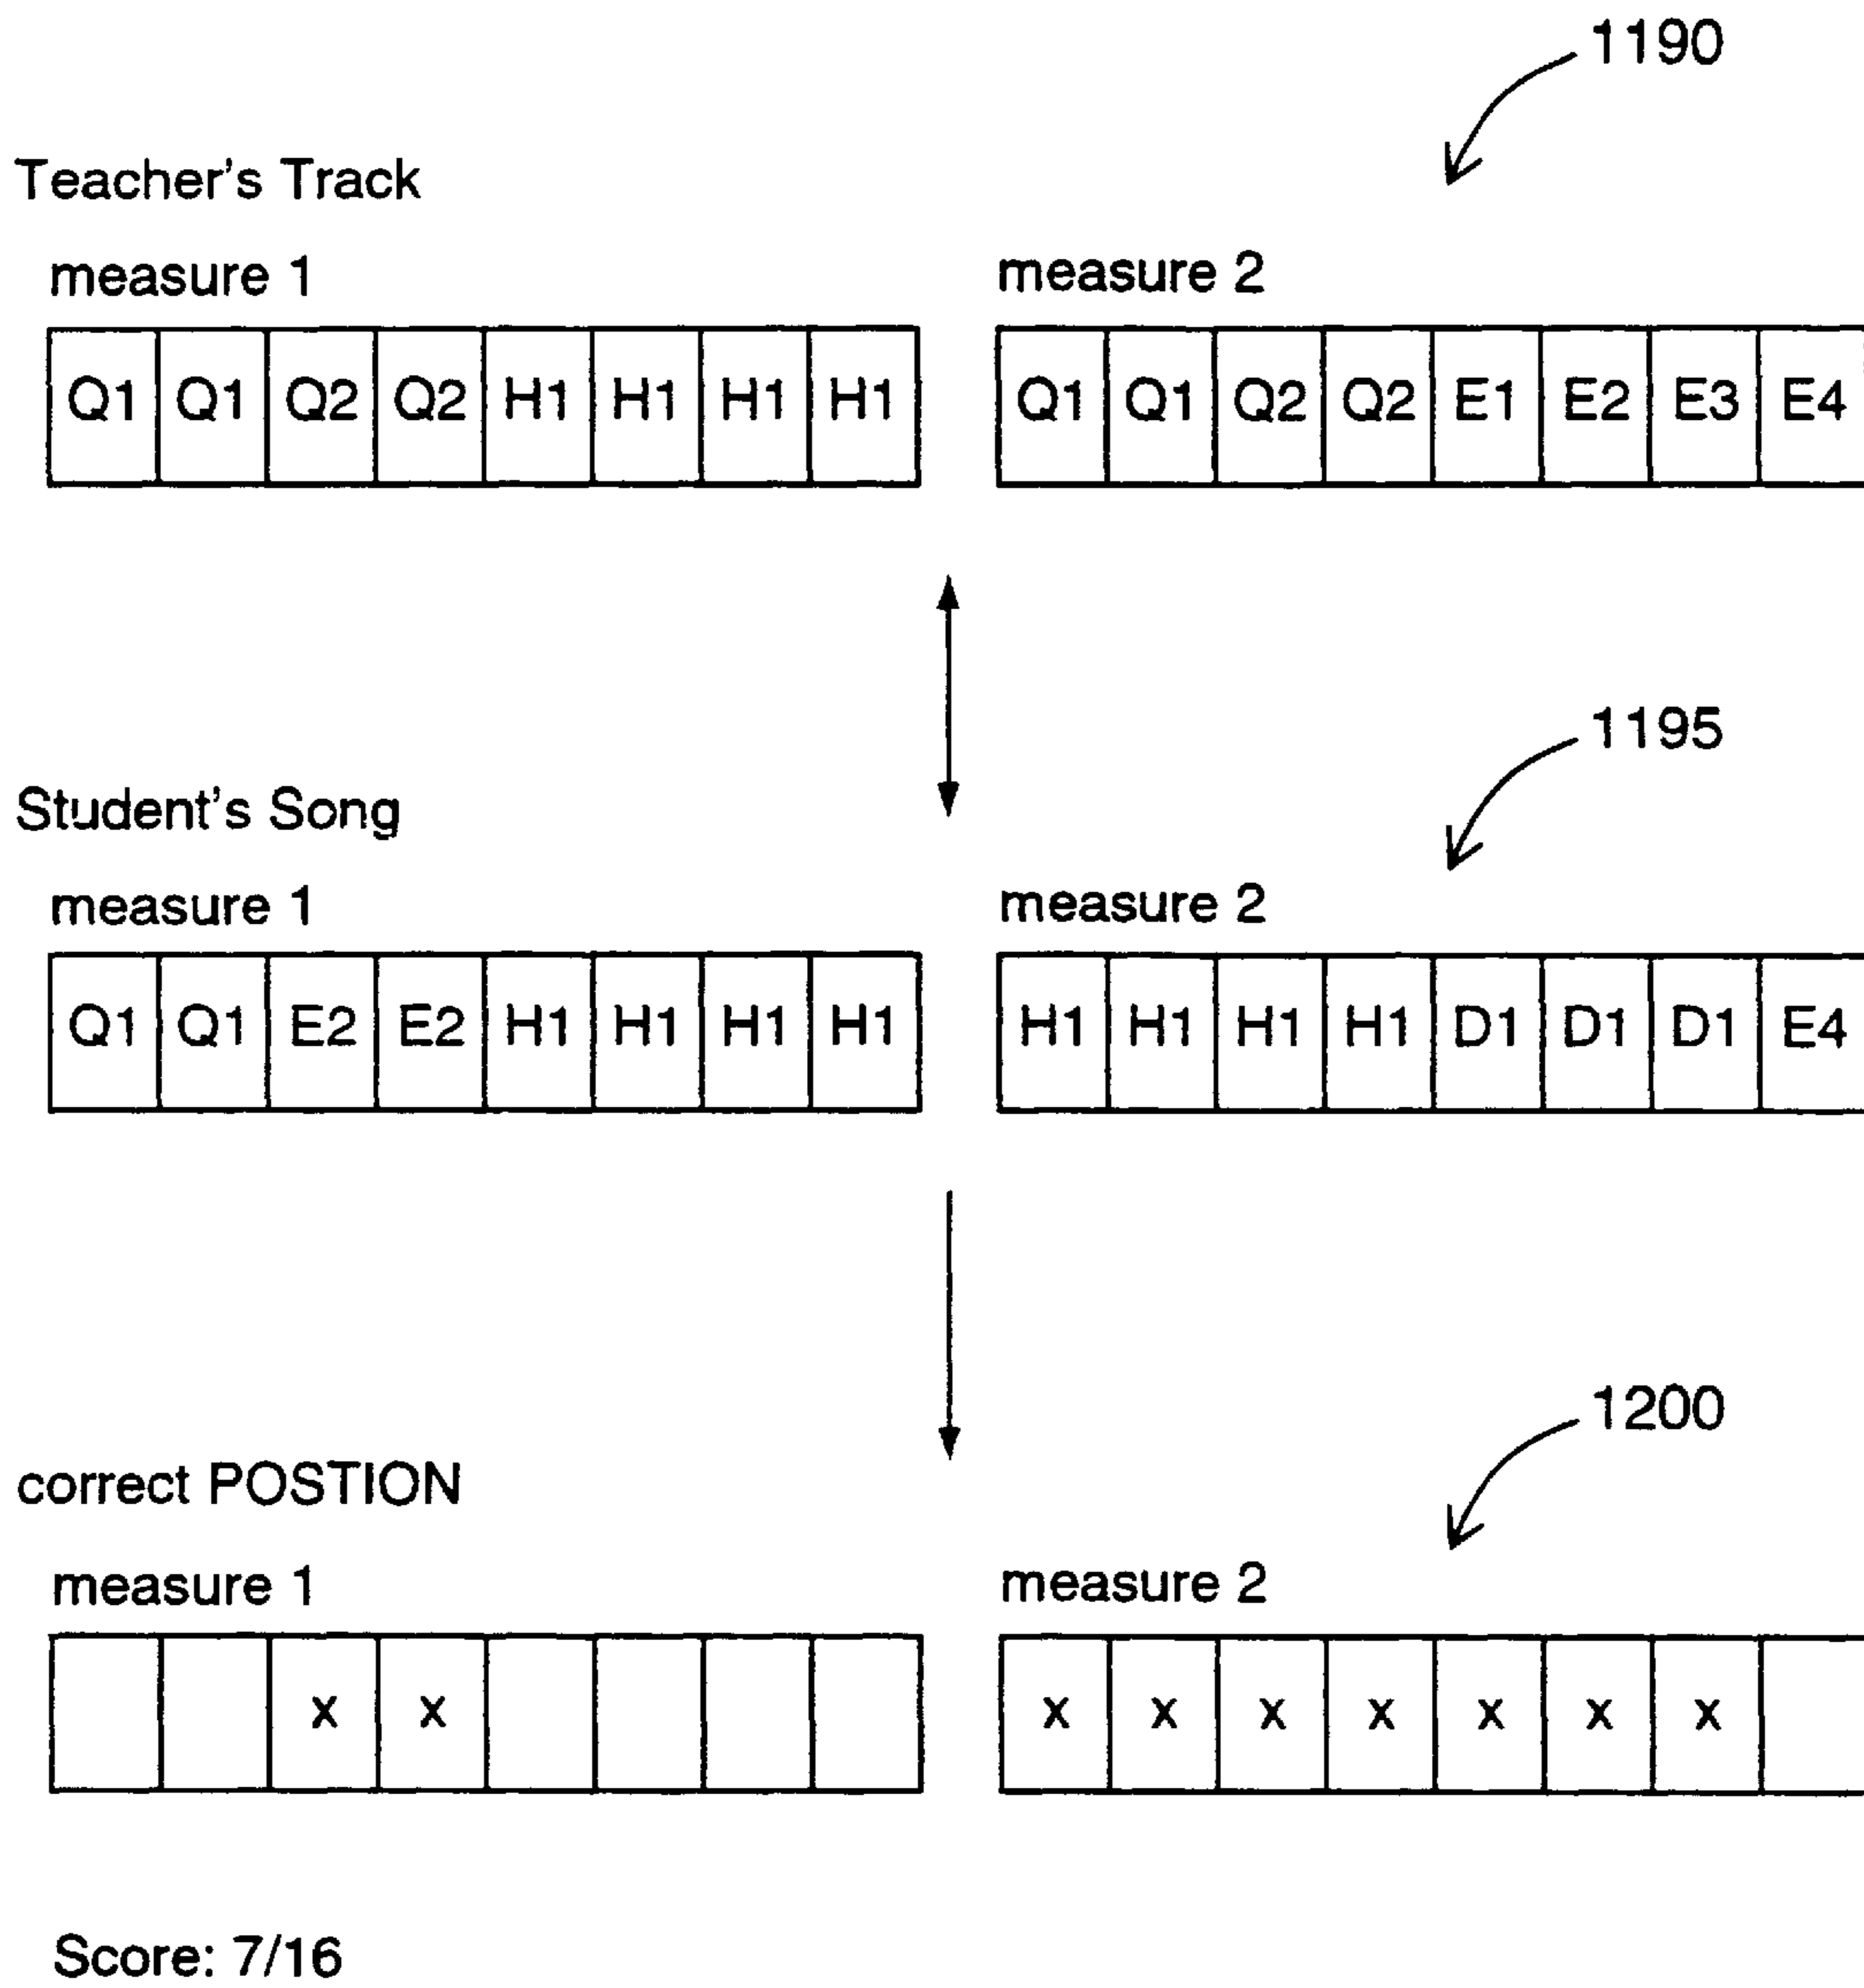 1190
Teacher's Track
measure 1 measure 2
Q1 Q1 Q2 Q2 H1 H1 H1 H1 Q1 Q1 Q2 Q2 E1 E2 E3 E4
1195
Student's Song
measure 1 measure 2
Q1 Q1 E2 E2 H1 H1 H1 H1 H1 H1 H1 H1 D1 D1 D1 E4
1200
correct POSTION
measure 1 measure 2
x x x x x x x x x
Score: 7/16